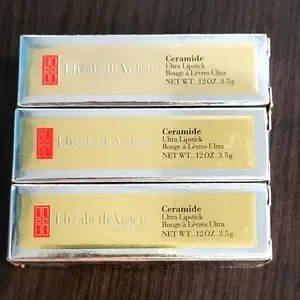 Elizabeth Arden
Ceramide
Ultra Lipstick
Rouge à Lèvres Ultra
NET WT. .12 OZ. 3.5g
Elizabeth Arden
Ceramide
Ultra Lipstick
Rouge à Lèvres Ultra
NET WT. .12 OZ. 3.5g
Elizabeth Arden
Ceramide
Ultra Lipstick
Rouge à Lèvres Ultra
NET WT. .12 OZ. 3.5g